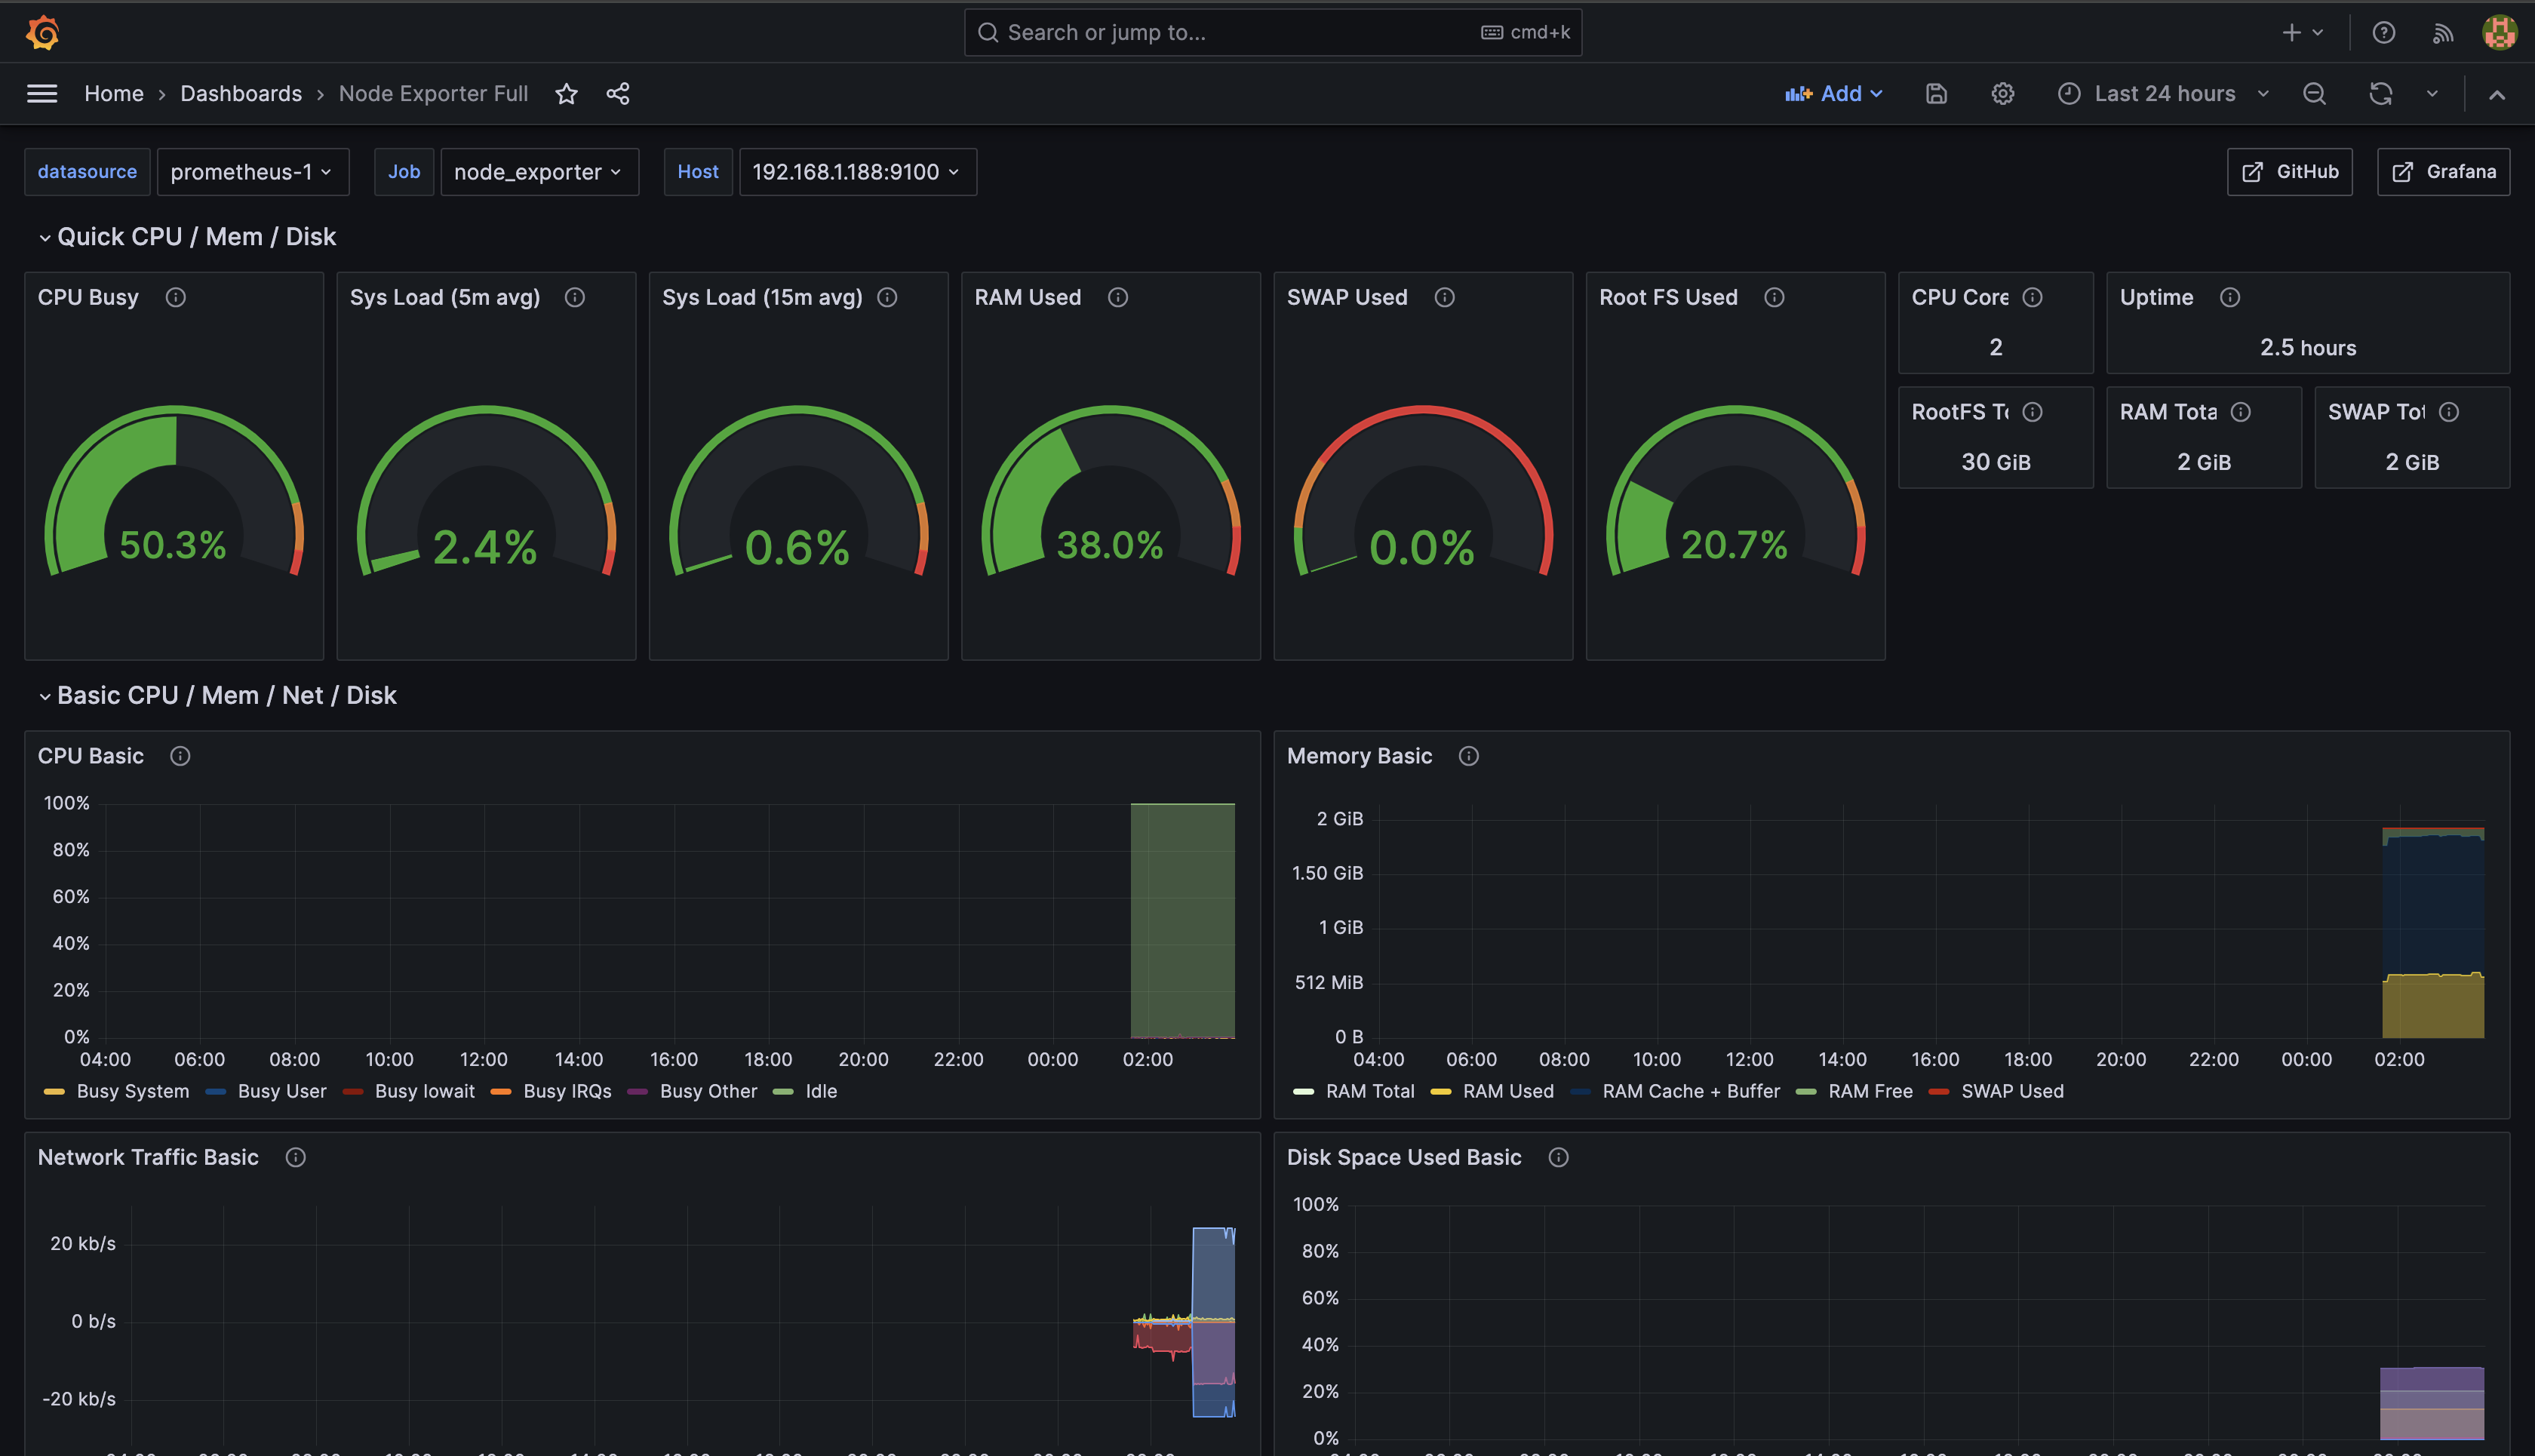 Search or jump to... cmd+k
Home › Dashboards › Node Exporter Full Add Last 24 hours
datasource prometheus-1 Job node_exporter Host 192.168.1.188:9100 GitHub Grafana
Quick CPU / Mem / Disk
CPU Busy Sys Load (5m avg) Sys Load (15m avg) RAM Used SWAP Used Root FS Used CPU Core Uptime
2 2.5 hours
RootFS To RAM Tota SWAP Tot
30 GiB 2 GiB 2 GiB
50.3% 2.4% 0.6% 38.0% 0.0% 20.7%
Basic CPU / Mem / Net / Disk
CPU Basic
100%
80%
60%
40%
20%
0%
04:00 06:00 08:00 10:00 12:00 14:00 16:00 18:00 20:00 22:00 00:00 02:00
Busy System Busy User Busy Iowait Busy IRQs Busy Other Idle
Memory Basic
2 GiB
1.50 GiB
1 GiB
512 MiB
0 B
04:00 06:00 08:00 10:00 12:00 14:00 16:00 18:00 20:00 22:00 00:00 02:00
RAM Total RAM Used RAM Cache + Buffer RAM Free SWAP Used
Network Traffic Basic
20 kb/s
0 b/s
-20 kb/s
Disk Space Used Basic
100%
80%
60%
40%
20%
0%